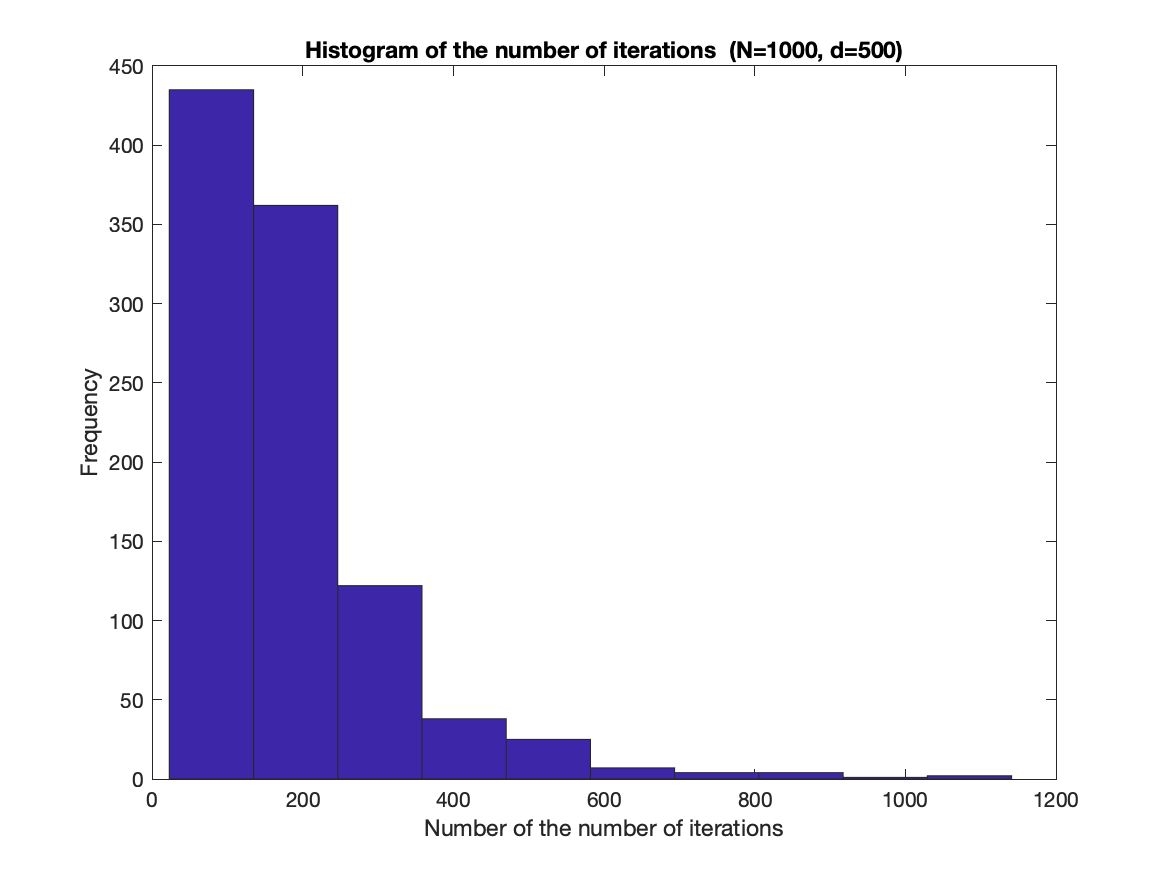 Histogram of the number of iterations (N=1000, d=500)
450
400
350
300
250
200
150
100
50
0
Frequency
0 200 400 600 800 1000 1200
Number of the number of iterations